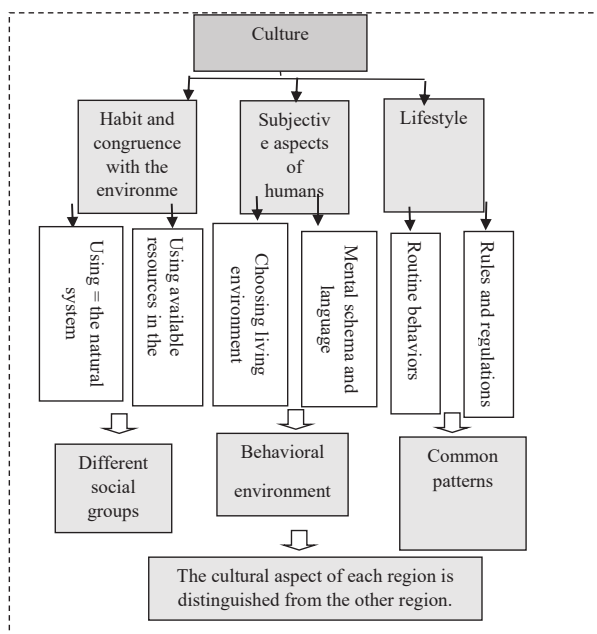 Culture
Habit and
congruence
with the
environme
Subjectiv
e aspects
of
humans
Lifestyle
Using = the natural
system
Using available
resources in the
Choosing living
environment
Mental schema and
language
Routine behaviors
Rules and regulations
Different
social
groups
Behavioral
environment
Common
patterns
The cultural aspect of each region is
distinguished from the other region.